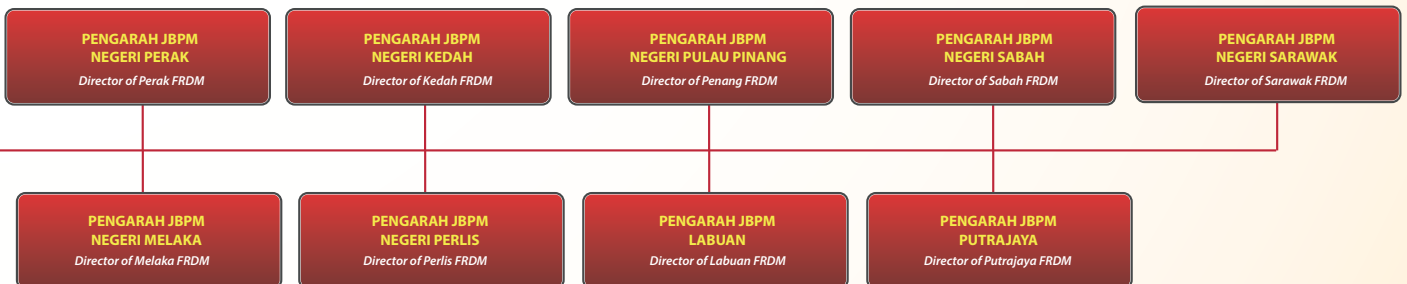 PENGARAH JBPM
NEGERI PERAK
Director of Perak FRDM
PENGARAH JBPM
NEGERI KEDAH
Director of Kedah FRDM
PENGARAH JBPM
NEGERI PULAU PINANG
Director of Penang FRDM
PENGARAH JBPM
NEGERI SABAH
Director of Sabah FRDM
PENGARAH JBPM
NEGERI SARAWAK
Director of Sarawak FRDM
PENGARAH JBPM
NEGERI MELAKA
Director of Melaka FRDM
PENGARAH JBPM
NEGERI PERLIS
Director of Perlis FRDM
PENGARAH JBPM
LABUAN
Director of Labuan FRDM
PENGARAH JBPM
PUTRAJAYA
Director of Putrajaya FRDM